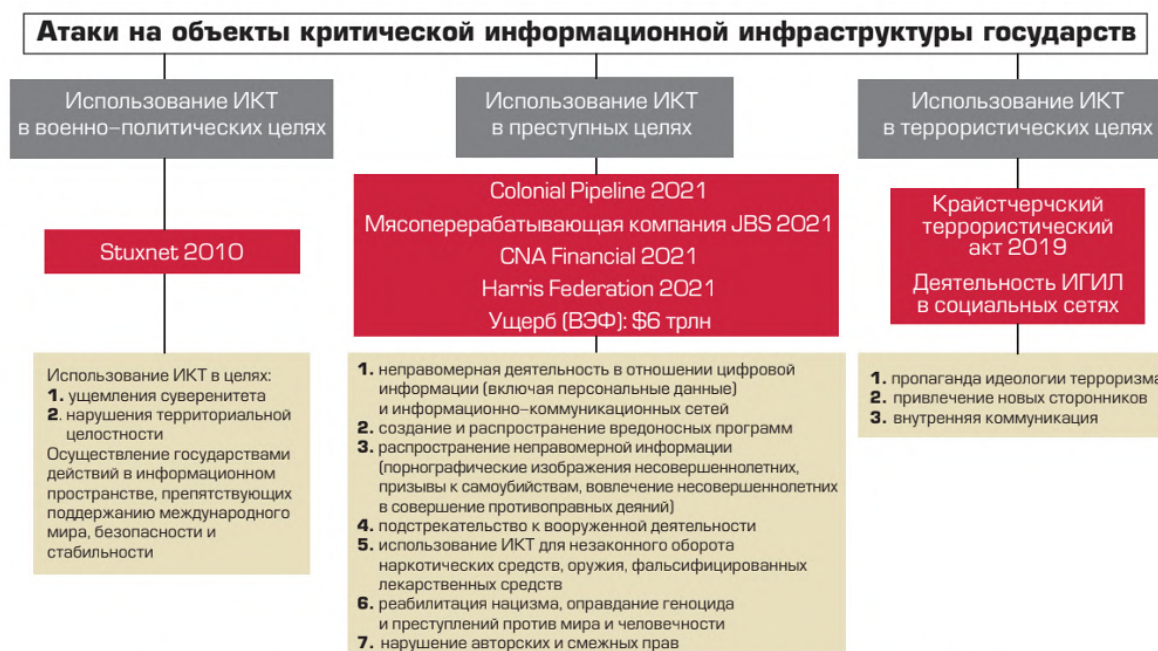 Атаки на объекты критической информационной инфраструктуры государств
Использование ИКТ
в военно–политических целях
Stuxnet 2010
Использование ИКТ в целях:
1. ущемления суверенитета
2. нарушения территориальной
целостности
Осуществление государствами
действий в информационном
пространстве, препятствующих
поддержанию международного
мира, безопасности и
стабильности
Использование ИКТ
в преступных целях
Colonial Pipeline 2021
Мясоперерабатывающая компания JBS 2021
CNA Financial 2021
Harris Federation 2021
Ущерб (ВЭФ): $6 трлн
1. неправомерная деятельность в отношении цифровой
информации (включая персональные данные)
и информационно–коммуникационных сетей
2. создание и распространение вредоносных программ
3. распространение неправомерной информации
(порнографические изображения несовершеннолетних,
призывы к самоубийствам, вовлечение несовершеннолетних
в совершение противоправных деяний)
4. подстрекательство к вооруженной деятельности
5. использование ИКТ для незаконного оборота
наркотических средств, оружия, фальсифицированных
лекарственных средств
6. реабилитация нацизма, оправдание геноцида
и преступлений против мира и человечности
7. нарушение авторских и смежных прав
Использование ИКТ
в террористических целях
Крайстчерчский
террористический
акт 2019
Деятельность ИГИЛ
в социальных сетях
1. пропаганда идеологии терроризма
2. привлечение новых сторонников
3. внутренняя коммуникация